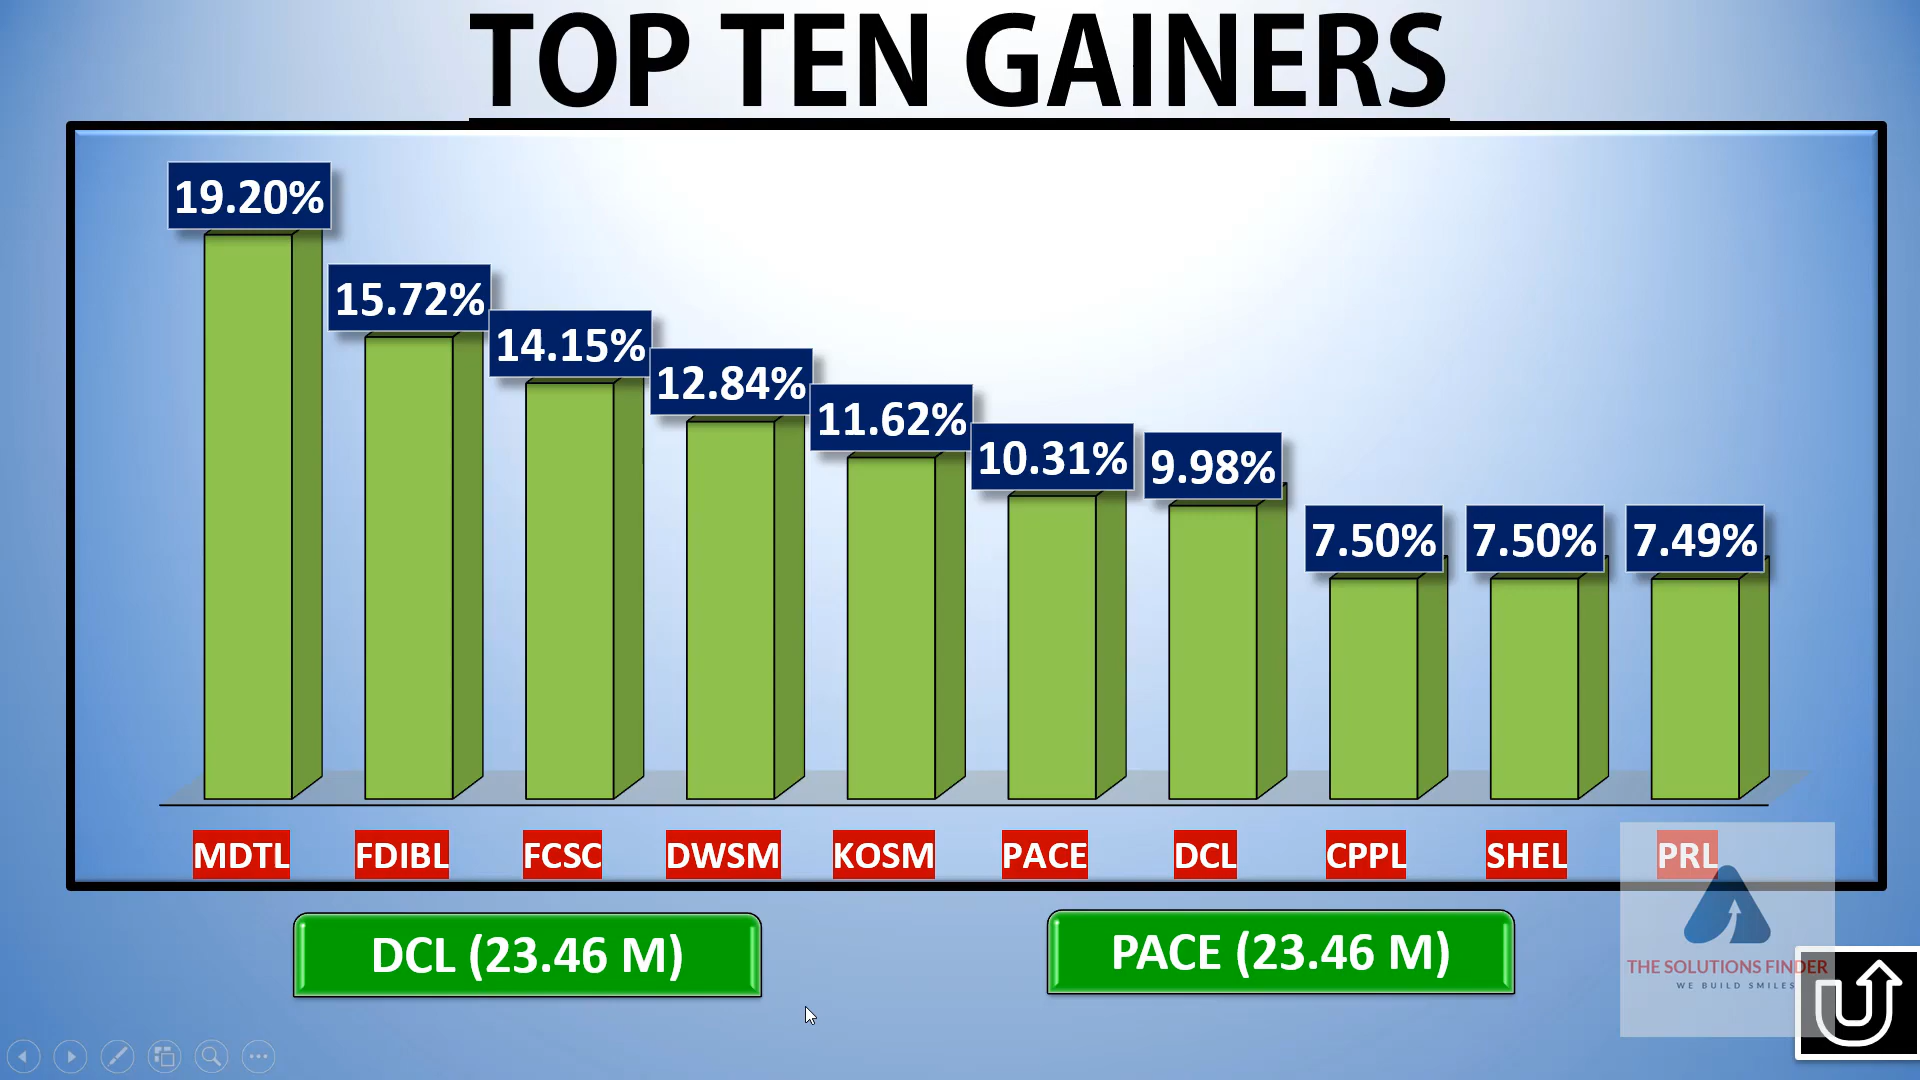 TOP TEN GAINERS
19.20%
15.72%
14.15%
12.84%
11.62%
10.31%
9.98%
7.50%
7.50%
7.49%
MDTL FDIBL FCSC DWSM KOSM PACE DCL CPPL SHEL PRL
DCL (23.46 M)
PACE (23.46 M)
THE SOLUTIONS FINDER
WE BUILD SMILES